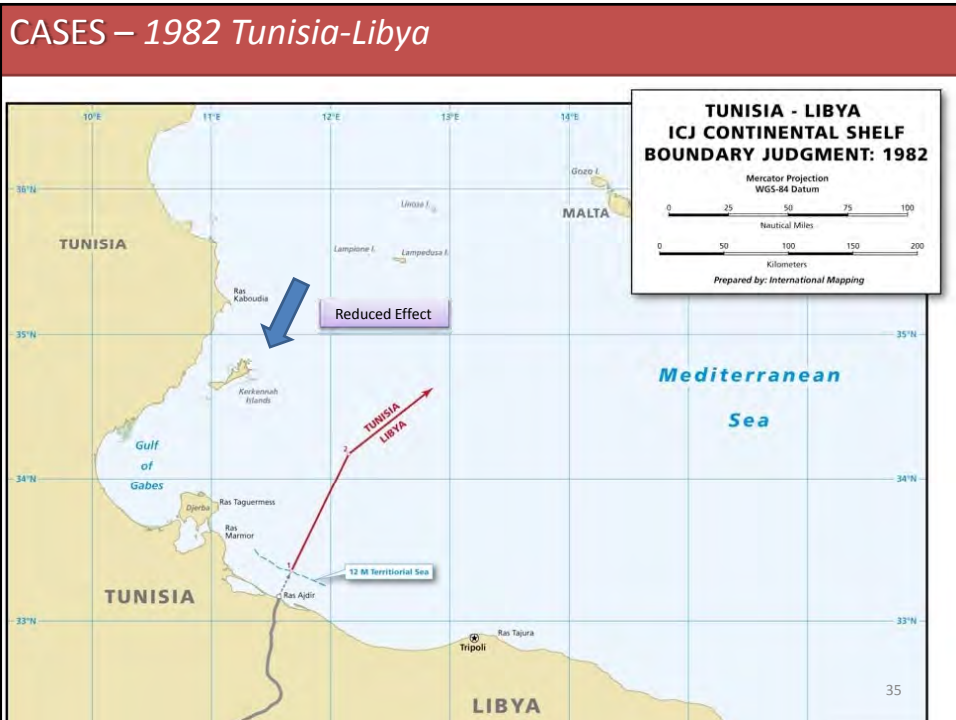 CASES – 1982 Tunisia-Libya
TUNISIA - LIBYA
ICJ CONTINENTAL SHELF
BOUNDARY JUDGMENT: 1982
Mercator Projection
WGS-84 Datum
0 25 50 75 100
Nautical Miles
0 50 100 150 200
Kilometers
Prepared by: International Mapping
10°E 11°E 12°E 13°E 14°E
36°N
Gozo I.
MALTA
Linosa I.
TUNISIA
Lampione I.
Lampedusa I.
Ras
Kaboudia
Reduced Effect
35°N
35°N
Kerkennah
Islands
Mediterranean
Sea
TUNISIA
LIBYA
2
Gulf
of
Gabes
34°N
34°N
Djerba
Ras Taguermess
Ras
Marmor
1
12 M Territiorial Sea
TUNISIA
Ras Ajdir
33°N
33°N
Ras Tajura
Tripoli
LIBYA
35